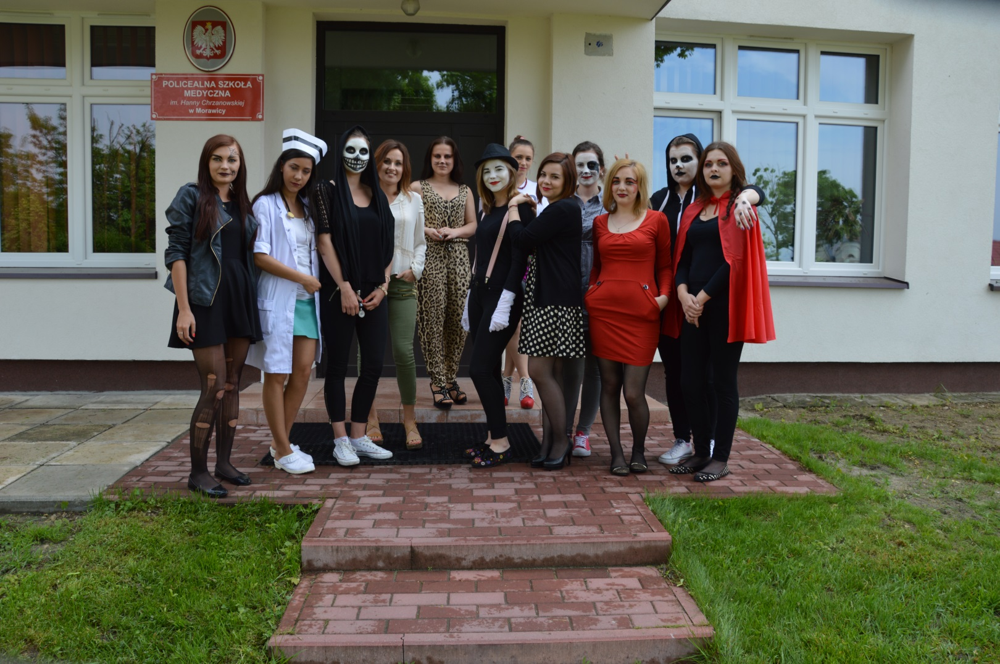 POLICEALNA SZKOŁA
MEDYCZNA
im. Hanny Chrzanowskiej
w Morawicy